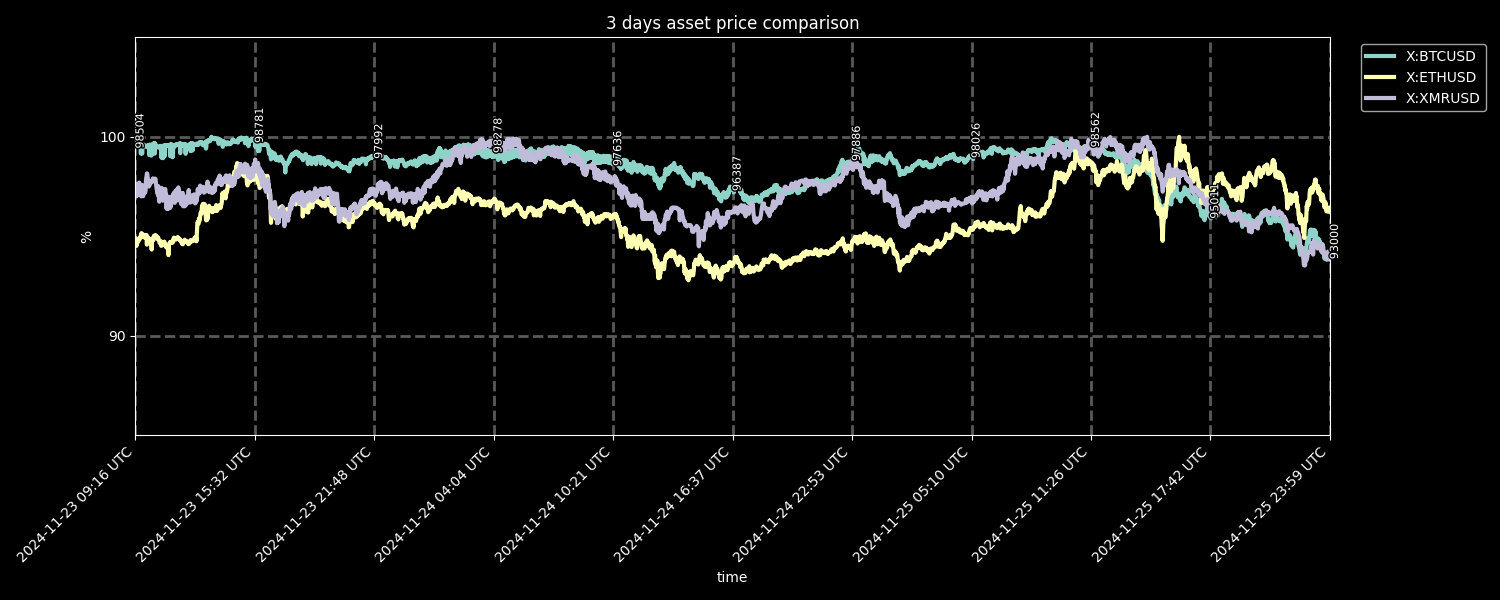 3 days asset price comparison
X:BTCUSD
X:ETHUSD
X:XMRUSD
100
90
%
98504
98781
97992
98278
97636
96387
97886
98026
98562
95011
93000
2024-11-23 09:16 UTC
2024-11-23 15:32 UTC
2024-11-23 21:48 UTC
2024-11-24 04:04 UTC
2024-11-24 10:21 UTC
2024-11-24 16:37 UTC
2024-11-24 22:53 UTC
2024-11-25 05:10 UTC
2024-11-25 11:26 UTC
2024-11-25 17:42 UTC
2024-11-25 23:59 UTC
time